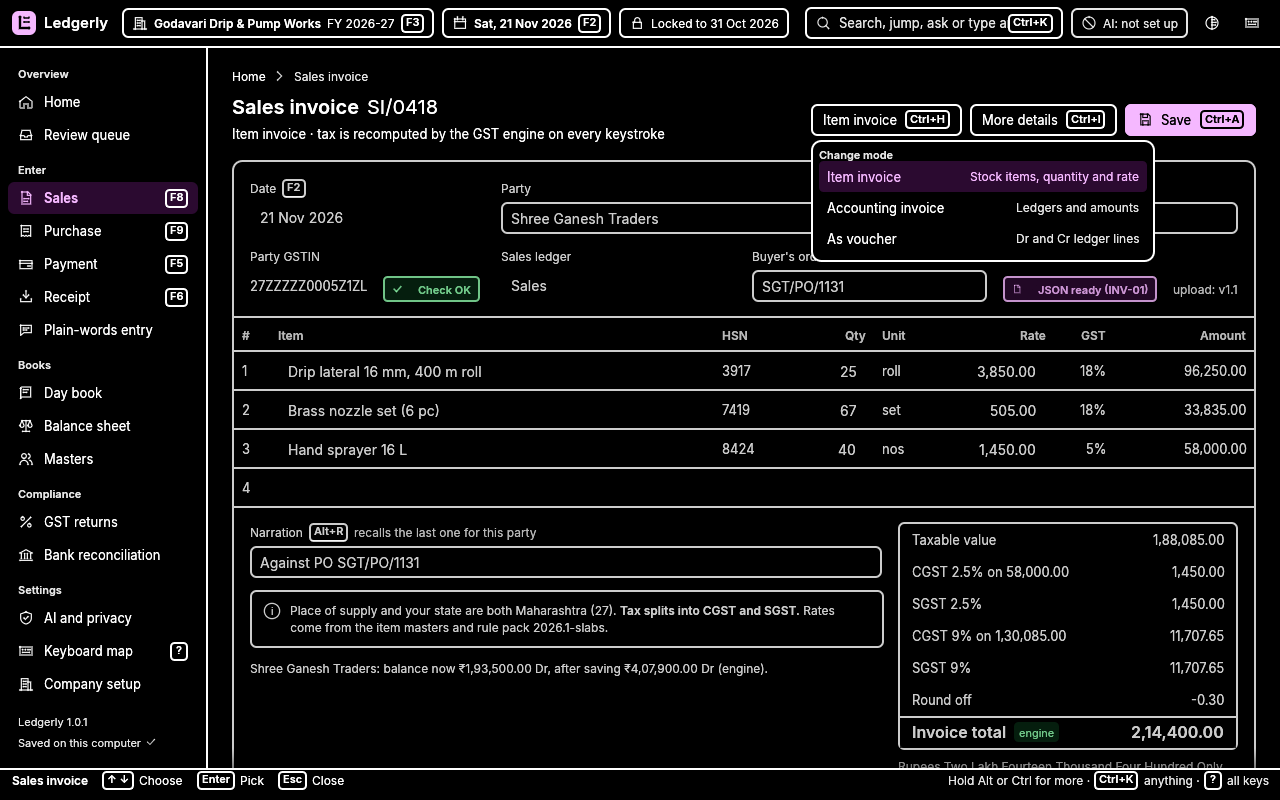 Ledgerly
Godavari Drip & Pump Works FY 2026-27 F3
Sat, 21 Nov 2026 F2
Locked to 31 Oct 2026
Search, jump, ask or type a Ctrl+K
AI: not set up
Overview
Home
Review queue
Enter
Sales F8
Purchase F9
Payment F5
Receipt F6
Plain-words entry
Books
Day book
Balance sheet
Masters
Compliance
GST returns
Bank reconciliation
Settings
AI and privacy
Keyboard map ?
Company setup
Ledgerly 1.0.1
Saved on this computer
Home Sales invoice
Sales invoice SI/0418
Item invoice · tax is recomputed by the GST engine on every keystroke
Item invoice Ctrl+H
More details Ctrl+I
Save Ctrl+A
Change mode
Item invoice Stock items, quantity and rate
Accounting invoice Ledgers and amounts
As voucher Dr and Cr ledger lines
Date F2
21 Nov 2026
Party
Shree Ganesh Traders
Party GSTIN
27ZZZZZ0005Z1ZL Check OK
Sales ledger
Sales
Buyer's ord
SGT/PO/1131
JSON ready (INV-01) upload: v1.1
# Item HSN Qty Unit Rate GST Amount
1 Drip lateral 16 mm, 400 m roll 3917 25 roll 3,850.00 18% 96,250.00
2 Brass nozzle set (6 pc) 7419 67 set 505.00 18% 33,835.00
3 Hand sprayer 16 L 8424 40 nos 1,450.00 5% 58,000.00
4
Narration Alt+R recalls the last one for this party
Against PO SGT/PO/1131
Place of supply and your state are both Maharashtra (27). Tax splits into CGST and SGST. Rates
come from the item masters and rule pack 2026.1-slabs.
Shree Ganesh Traders: balance now ₹1,93,500.00 Dr, after saving ₹4,07,900.00 Dr (engine).
Taxable value 1,88,085.00
CGST 2.5% on 58,000.00 1,450.00
SGST 2.5% 1,450.00
CGST 9% on 1,30,085.00 11,707.65
SGST 9% 11,707.65
Round off -0.30
Invoice total engine 2,14,400.00
Rupees Two Lakh Fourteen Thousand Four Hundred Only
Sales invoice ↑ ↓ Choose Enter Pick Esc Close
Hold Alt or Ctrl for more · Ctrl+K anything · ? all keys